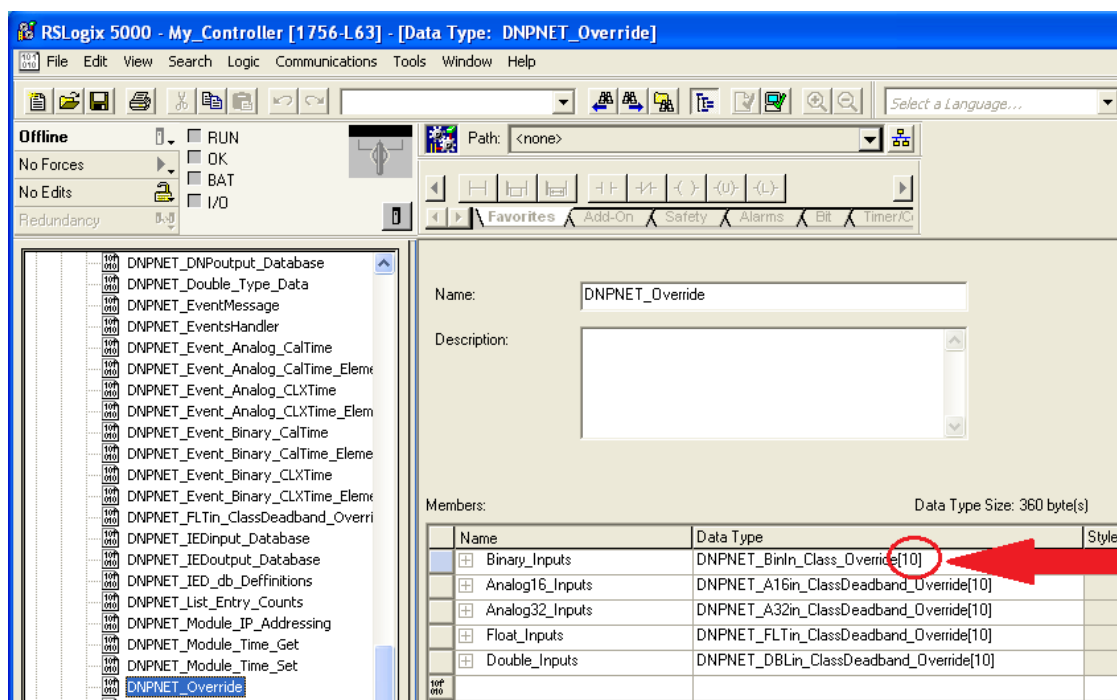 RSLogix 5000 - My_Controller [1756-L63] - [Data Type: DNPNET_Override]
File Edit View Search Logic Communications Tools Window Help
Select a Language...
Offline
No Forces
No Edits
Redundancy
RUN
OK
BAT
I/O
Path: <none>
Favorites Add-On Safety Alarms Bit Timer/C
DNPNET_DNPoutput_Database
DNPNET_Double_Type_Data
DNPNET_EventMessage
DNPNET_EventsHandler
DNPNET_Event_Analog_CalTime
DNPNET_Event_Analog_CalTime_Eleme
DNPNET_Event_Analog_CLXTime
DNPNET_Event_Analog_CLXTime_Elem
DNPNET_Event_Binary_CalTime
DNPNET_Event_Binary_CalTime_Eleme
DNPNET_Event_Binary_CLXTime
DNPNET_Event_Binary_CLXTime_Eleme
DNPNET_FLTin_ClassDeadband_Overri
DNPNET_IEDinput_Database
DNPNET_IEDoutput_Database
DNPNET_IED_db_Deffinitions
DNPNET_List_Entry_Counts
DNPNET_Module_IP_Addressing
DNPNET_Module_Time_Get
DNPNET_Module_Time_Set
DNPNET_Override
Name: DNPNET_Override
Description:
Members: Data Type Size: 360 byte(s)
Name Data Type Style
Binary_Inputs DNPNET_BinIn_Class_Override[10]
Analog16_Inputs DNPNET_A16in_ClassDeadband_Override[10]
Analog32_Inputs DNPNET_A32in_ClassDeadband_Override[10]
Float_Inputs DNPNET_FLTin_ClassDeadband_Override[10]
Double_Inputs DNPNET_DBLin_ClassDeadband_Override[10]